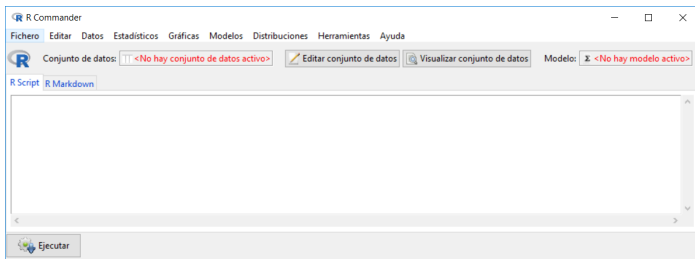 R Commander
Fichero Editar Datos Estadísticos Gráficas Modelos Distribuciones Herramientas Ayuda
R Conjunto de datos: <No hay conjunto de datos activo> Editar conjunto de datos Visualizar conjunto de datos Modelo: Σ <No hay modelo activo>
R Script R Markdown
Ejecutar